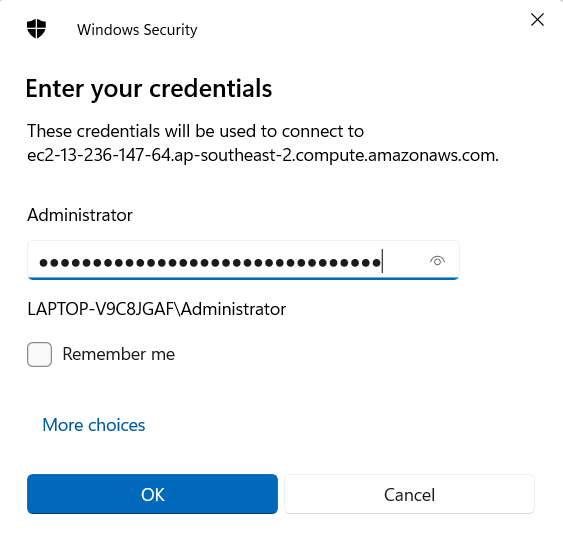 Windows Security
Enter your credentials
These credentials will be used to connect to
ec2-13-236-147-64.ap-southeast-2.compute.amazonaws.com.
Administrator
LAPTOP-V9C8JGAF\Administrator
Remember me
More choices
OK
Cancel